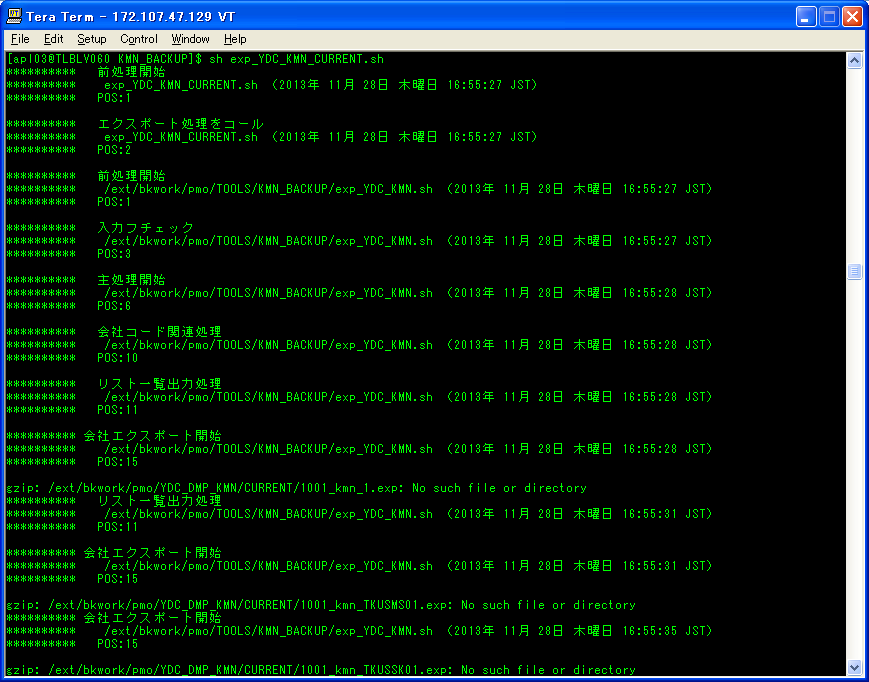 Tera Term - 172.107.47.129 VT
File Edit Setup Control Window Help
[ap103@TLBLY060 KMN_BACKUP]$ sh exp_YDC_KMN_CURRENT.sh
********** 前処理開始
********** exp_YDC_KMN_CURRENT.sh (2013年 11月 28日 木曜日 16:55:27 JST)
********** POS:1
********** エクスポート処理をコール
********** exp_YDC_KMN_CURRENT.sh (2013年 11月 28日 木曜日 16:55:27 JST)
********** POS:2
********** 前処理開始
********** /ext/bkwork/pmo/TOOLS/KMN_BACKUP/exp_YDC_KMN.sh (2013年 11月 28日 木曜日 16:55:27 JST)
********** POS:1
********** 入力フチェック
********** /ext/bkwork/pmo/TOOLS/KMN_BACKUP/exp_YDC_KMN.sh (2013年 11月 28日 木曜日 16:55:27 JST)
********** POS:3
********** 主処理開始
********** /ext/bkwork/pmo/TOOLS/KMN_BACKUP/exp_YDC_KMN.sh (2013年 11月 28日 木曜日 16:55:28 JST)
********** POS:6
********** 会社コード関連処理
********** /ext/bkwork/pmo/TOOLS/KMN_BACKUP/exp_YDC_KMN.sh (2013年 11月 28日 木曜日 16:55:28 JST)
********** POS:10
********** リスト一覧出力処理
********** /ext/bkwork/pmo/TOOLS/KMN_BACKUP/exp_YDC_KMN.sh (2013年 11月 28日 木曜日 16:55:28 JST)
********** POS:11
********** 会社エクスポート開始
********** /ext/bkwork/pmo/TOOLS/KMN_BACKUP/exp_YDC_KMN.sh (2013年 11月 28日 木曜日 16:55:28 JST)
********** POS:15
gzip: /ext/bkwork/pmo/YDC_DMP_KMN/CURRENT/1001_kmn_1.exp: No such file or directory
********** リスト一覧出力処理
********** /ext/bkwork/pmo/TOOLS/KMN_BACKUP/exp_YDC_KMN.sh (2013年 11月 28日 木曜日 16:55:31 JST)
********** POS:11
********** 会社エクスポート開始
********** /ext/bkwork/pmo/TOOLS/KMN_BACKUP/exp_YDC_KMN.sh (2013年 11月 28日 木曜日 16:55:31 JST)
********** POS:15
gzip: /ext/bkwork/pmo/YDC_DMP_KMN/CURRENT/1001_kmn_TKUSMS01.exp: No such file or directory
********** 会社エクスポート開始
********** /ext/bkwork/pmo/TOOLS/KMN_BACKUP/exp_YDC_KMN.sh (2013年 11月 28日 木曜日 16:55:35 JST)
********** POS:15
gzip: /ext/bkwork/pmo/YDC_DMP_KMN/CURRENT/1001_kmn_TKUSSK01.exp: No such file or directory